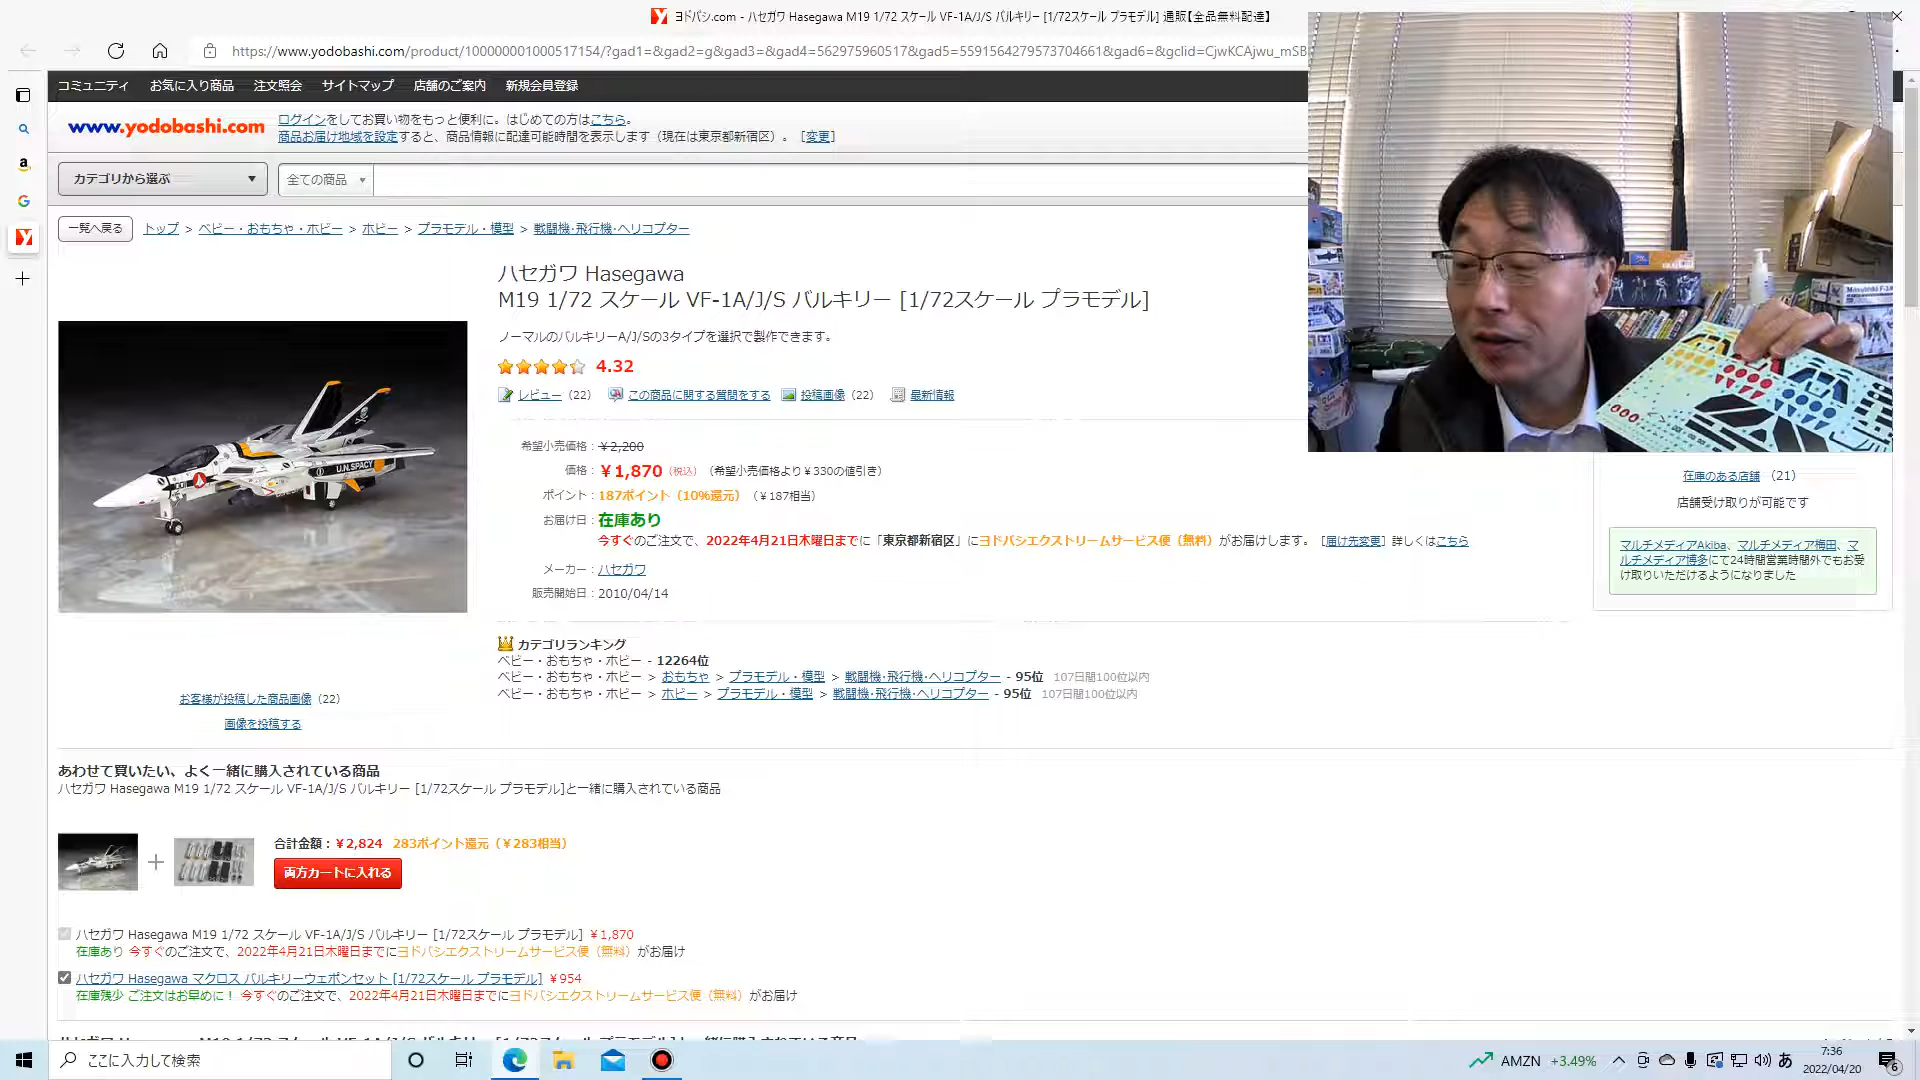 ヨドバシ.com - ハセガワ Hasegawa M19 1/72 スケール VF-1A/J/S バルキリー [1/72スケール プラモデル] 通販【全品無料配達】
https://www.yodobashi.com/product/100000001000517154/?gad1=&gad2=g&gad3=&gad4=562975960517&gad5=5591564279573704661&gad6=&gclid=CjwKCAjwu_mSB
コミュニティ お気に入り商品 注文照会 サイトマップ 店舗のご案内 新規会員登録
www.yodobashi.com
ログインをしてお買い物をもっと便利に。はじめての方はこちら。
商品お届け地域を設定すると、商品情報に配達可能時間を表示します（現在は東京都新宿区）。 ［変更］
カテゴリから選ぶ
全ての商品
一覧へ戻る トップ > ベビー・おもちゃ・ホビー > ホビー > プラモデル・模型 > 戦闘機･飛行機･ヘリコプター
ハセガワ Hasegawa
M19 1/72 スケール VF-1A/J/S バルキリー [1/72スケール プラモデル]
ノーマルのバルキリーA/J/Sの3タイプを選択で製作できます。
4.32
レビュー （22） この商品に関する質問をする 投稿画像 （22） 最新情報
希望小売価格：￥2,200
価格：￥1,870（税込）（希望小売価格より￥330の値引き）
ポイント：187ポイント（10%還元）（￥187相当）
お届け日：在庫あり
今すぐのご注文で、2022年4月21日木曜日までに「東京都新宿区」にヨドバシエクストリームサービス便（無料）がお届けします。［届け先変更］詳しくはこちら
メーカー：ハセガワ
販売開始日：2010/04/14
U.N.SPACY
在庫のある店舗 （21）
店舗受け取りが可能です
マルチメディアAkiba、マルチメディア梅田、マルチメディア博多にて24時間営業時間外でもお受け取りいただけるようになりました
カテゴリランキング
ベビー・おもちゃ・ホビー - 12264位
ベビー・おもちゃ・ホビー > おもちゃ > プラモデル・模型 > 戦闘機･飛行機･ヘリコプター - 95位 107日間100位以内
ベビー・おもちゃ・ホビー > ホビー > プラモデル・模型 > 戦闘機･飛行機･ヘリコプター - 95位 107日間100位以内
お客様が投稿した商品画像 （22）
画像を投稿する
あわせて買いたい、よく一緒に購入されている商品
ハセガワ Hasegawa M19 1/72 スケール VF-1A/J/S バルキリー [1/72スケール プラモデル]と一緒に購入されている商品
合計金額：￥2,824 283ポイント還元（￥283相当）
両方カートに入れる
ハセガワ Hasegawa M19 1/72 スケール VF-1A/J/S バルキリー [1/72スケール プラモデル] ￥1,870
在庫あり 今すぐのご注文で、2022年4月21日木曜日までにヨドバシエクストリームサービス便（無料）がお届け
ハセガワ Hasegawa マクロス バルキリーウェポンセット [1/72スケール プラモデル] ￥954
在庫残少 ご注文はお早めに！ 今すぐのご注文で、2022年4月21日木曜日までにヨドバシエクストリームサービス便（無料）がお届け
ここに入力して検索
AMZN +3.49%
あ
7:36
2022/04/20
6